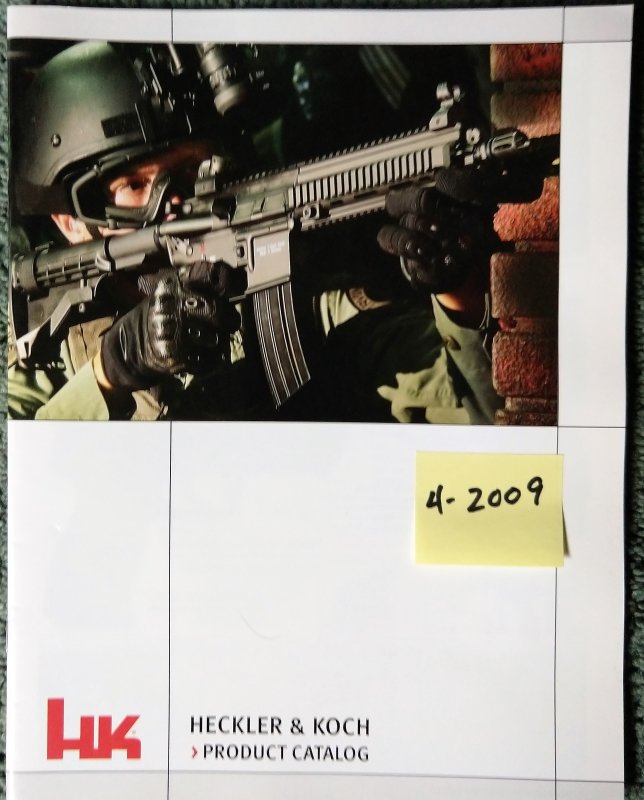 4-2009
HK
HECKLER & KOCH
> PRODUCT CATALOG